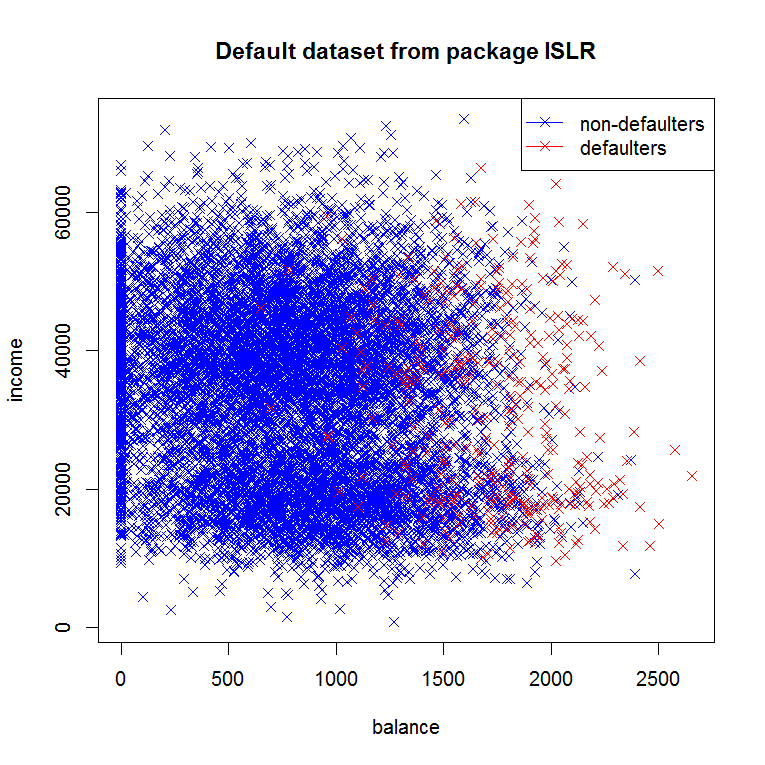 Default dataset from package ISLR
non-defaulters
defaulters
60000
40000
20000
0
income
0 500 1000 1500 2000 2500
balance